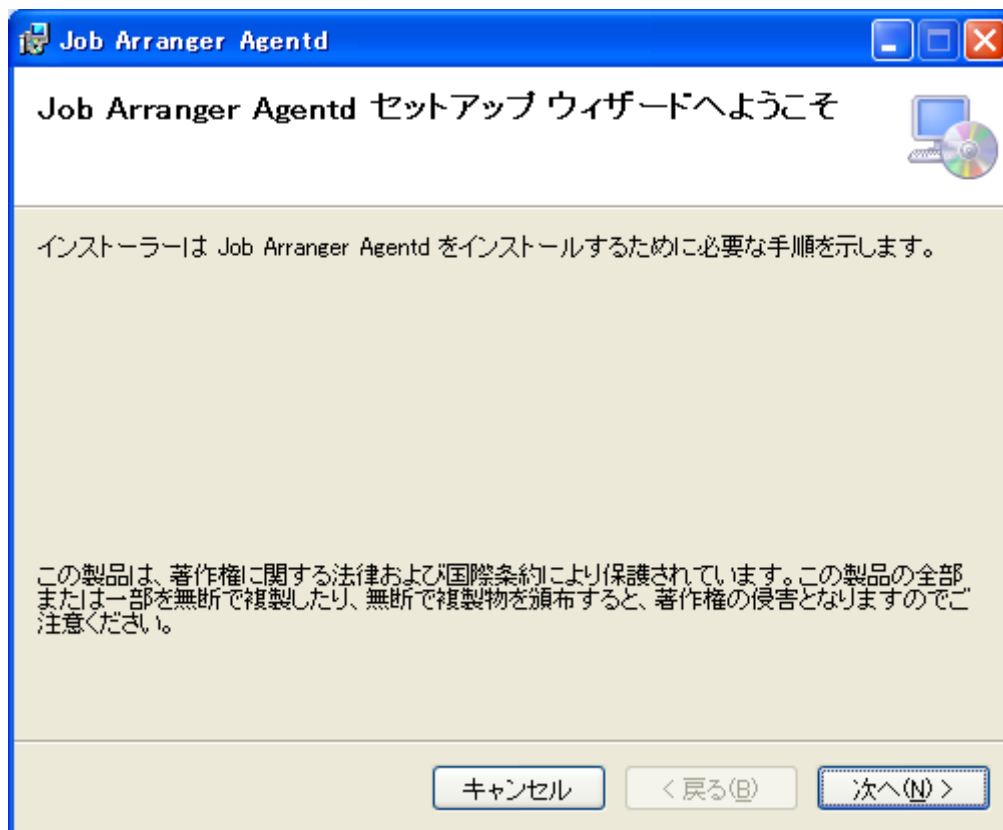 Job Arranger Agentd
Job Arranger Agentd セットアップ ウィザードへようこそ
インストーラーは Job Arranger Agentd をインストールするために必要な手順を示します。
この製品は、著作権に関する法律および国際条約により保護されています。この製品の全部
または一部を無断で複製したり、無断で複製物を頒布すると、著作権の侵害となりますのでご
注意ください。
キャンセル < 戻る(B) 次へ(N) >